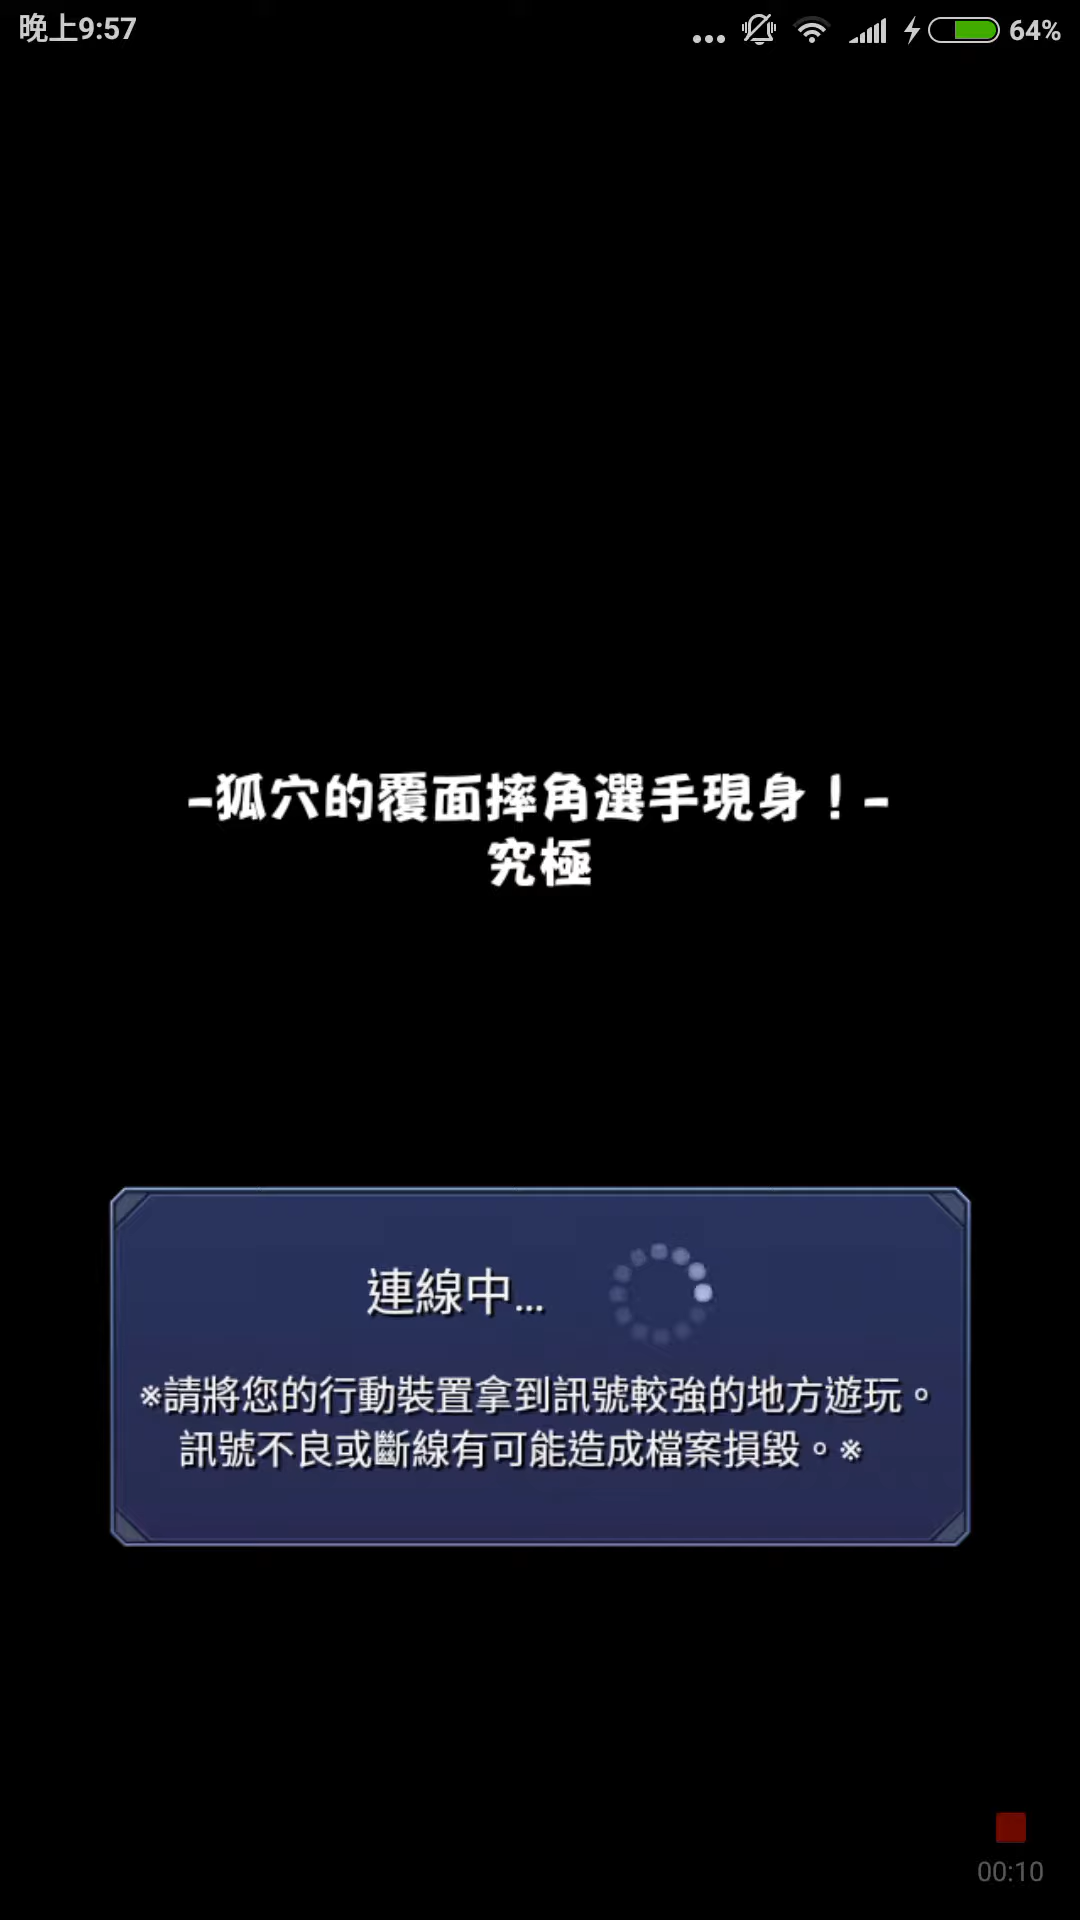 晚上9:57
64%
-狐穴的覆面摔角選手現身！-
究極
連線中...
※請將您的行動裝置拿到訊號較強的地方遊玩。
訊號不良或斷線有可能造成檔案損毀。※
00:10